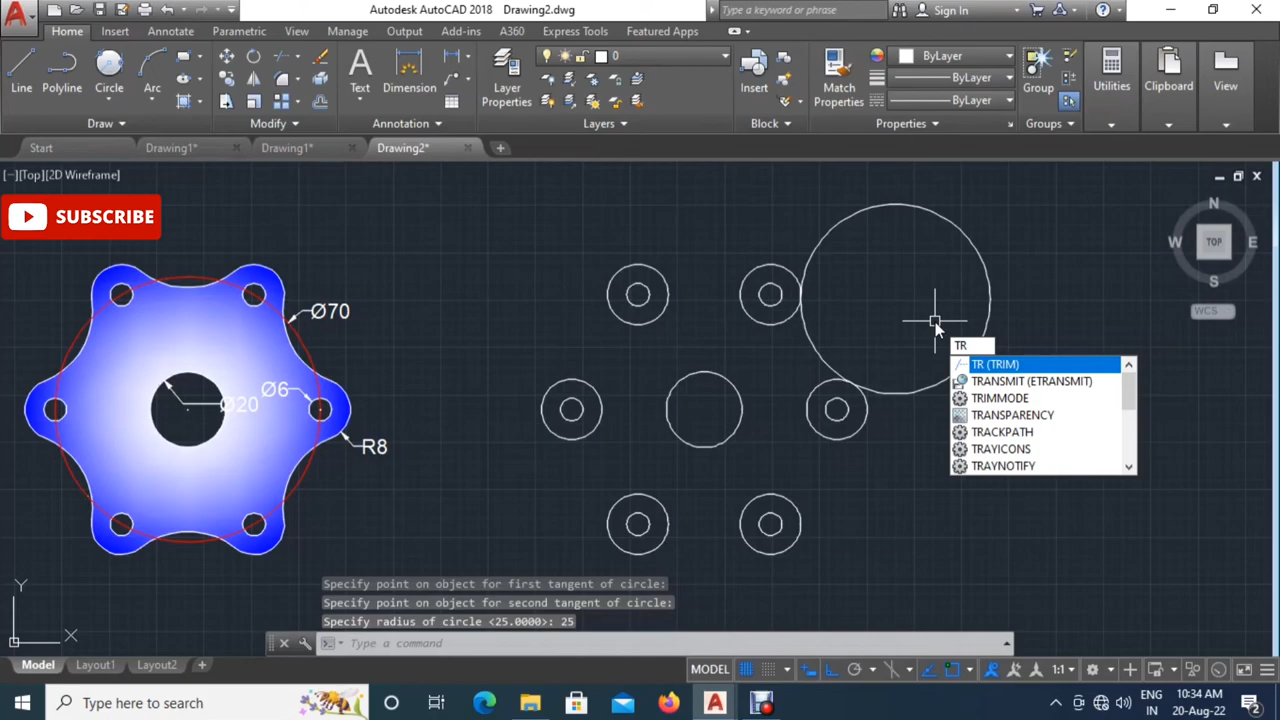 Autodesk AutoCAD 2018 Drawing2.dwg
Type a keyword or phrase
Sign In
Home Insert Annotate Parametric View Manage Output Add-ins A360 Express Tools Featured Apps
Line
Polyline
Circle
Arc
Text
Dimension
Layer
Properties
0
Insert
Match
Properties
ByLayer
ByLayer
ByLayer
Group
Utilities
Clipboard
View
Draw
Modify
Annotation
Layers
Block
Properties
Groups
Start
Drawing1*
Drawing1*
Drawing2*
[−][Top][2D Wireframe]
SUBSCRIBE
N
W
TOP
E
S
WCS
Ø70
Ø6
Ø20
R8
TR
TR (TRIM)
TRANSMIT (ETRANSMIT)
TRIMMODE
TRANSPARENCY
TRACKPATH
TRAYICONS
TRAYNOTIFY
Y
X
Specify point on object for first tangent of circle:
Specify point on object for second tangent of circle:
Specify radius of circle <25.0000>: 25
Type a command
Model
Layout1
Layout2
MODEL
1:1
Type here to search
ENG
IN
10:34 AM
20-Aug-22
2